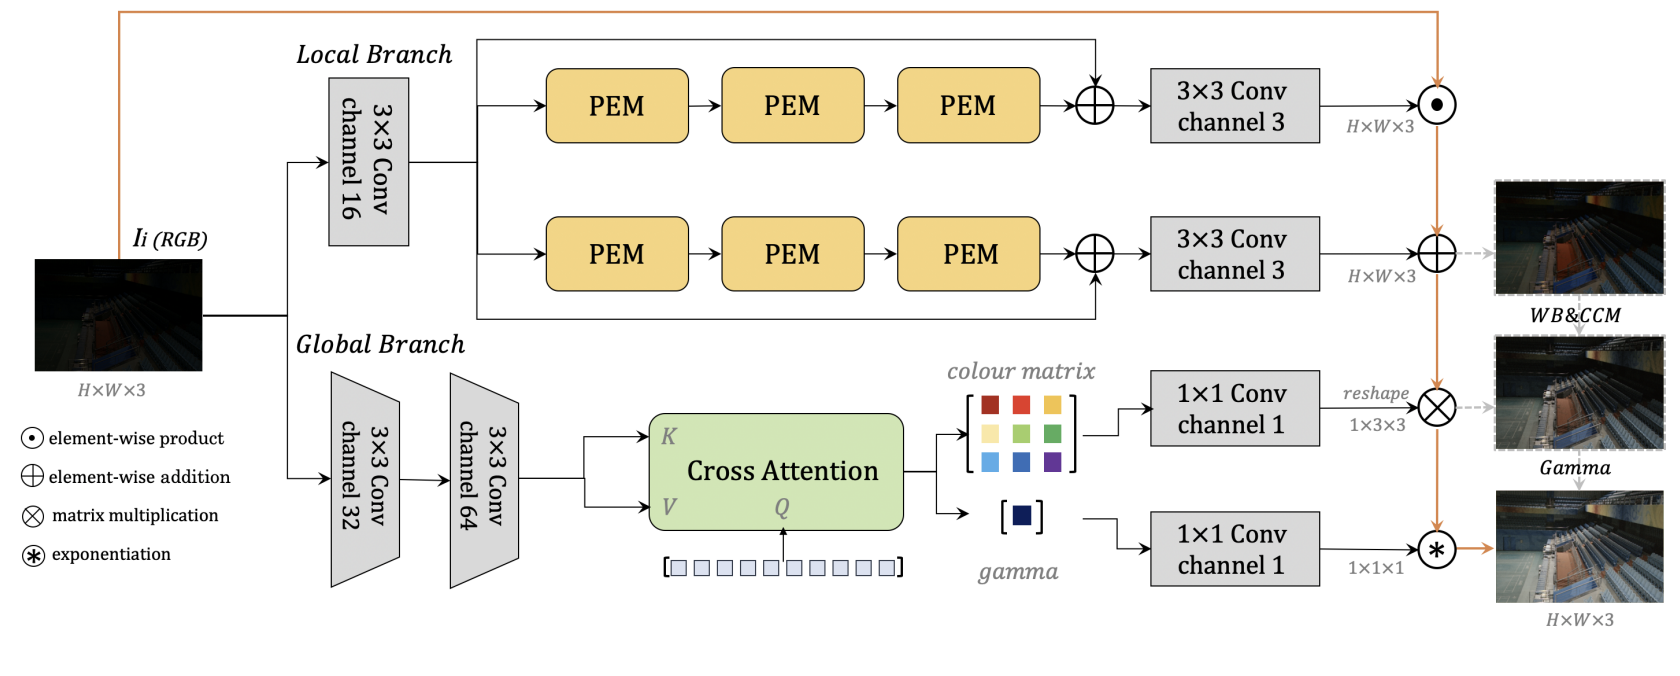 Local Branch
3×3 Conv
channel 16
PEM
PEM
PEM
3×3 Conv
channel 3
H×W×3
Ii (RGB)
H×W×3
PEM
PEM
PEM
3×3 Conv
channel 3
H×W×3
WB&CCM
Global Branch
3×3 Conv
channel 32
3×3 Conv
channel 64
K
Cross Attention
V
Q
colour matrix
gamma
1×1 Conv
channel 1
reshape
1×3×3
Gamma
1×1 Conv
channel 1
1×1×1
H×W×3
element-wise product
element-wise addition
matrix multiplication
exponentiation